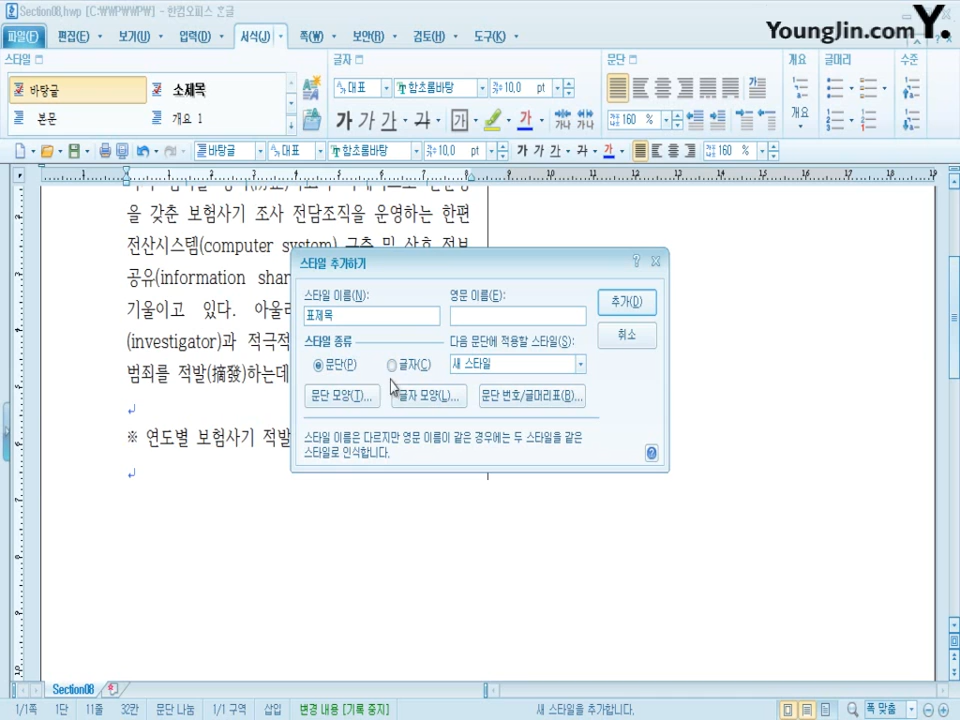 Section08,hwp [C:₩WPWWPW] - 한컴오피스 한글
YoungJin.com Y.
파일(F) 편집(E) 보기(U) 입력(D) 서식(J) 쪽(W) 보안(B) 검토(H) 도구(K)
스타일 글자 문단 개요 글머리 수준
바탕글 소제목
대표 함초롬바탕 10,0 pt
본문 개요 1
가 가 가 가 가 가 160 % 개요
바탕글 대표 함초롬바탕 10,0 pt 가 가 가 가 가 160 %
을 갖춘 보험사기 조사 전담조직을 운영하는 한편
전산시스템(computer system) 구축 및 상호 정보
공유(information shar
기울이고 있다. 아울러
(investigator)과 적극적
범죄를 적발(摘發)하는데
※ 연도별 보험사기 적발
스타일 추가하기
스타일 이름(N): 영문 이름(E):
표제목
추가(D)
취소
스타일 종류 다음 문단에 적용할 스타일(S):
문단(P) 글자(C) 새 스타일
문단 모양(T)... 글자 모양(L)... 문단 번호/글머리표(B)...
스타일 이름은 다르지만 영문 이름이 같은 경우에는 두 스타일을 같은
스타일로 인식합니다.
Section08
1/1쪽 1단 11줄 32칸 문단 나눔 1/1 구역 삽입 변경 내용 [기록 중지] 새 스타일을 추가합니다. 폭 맞춤